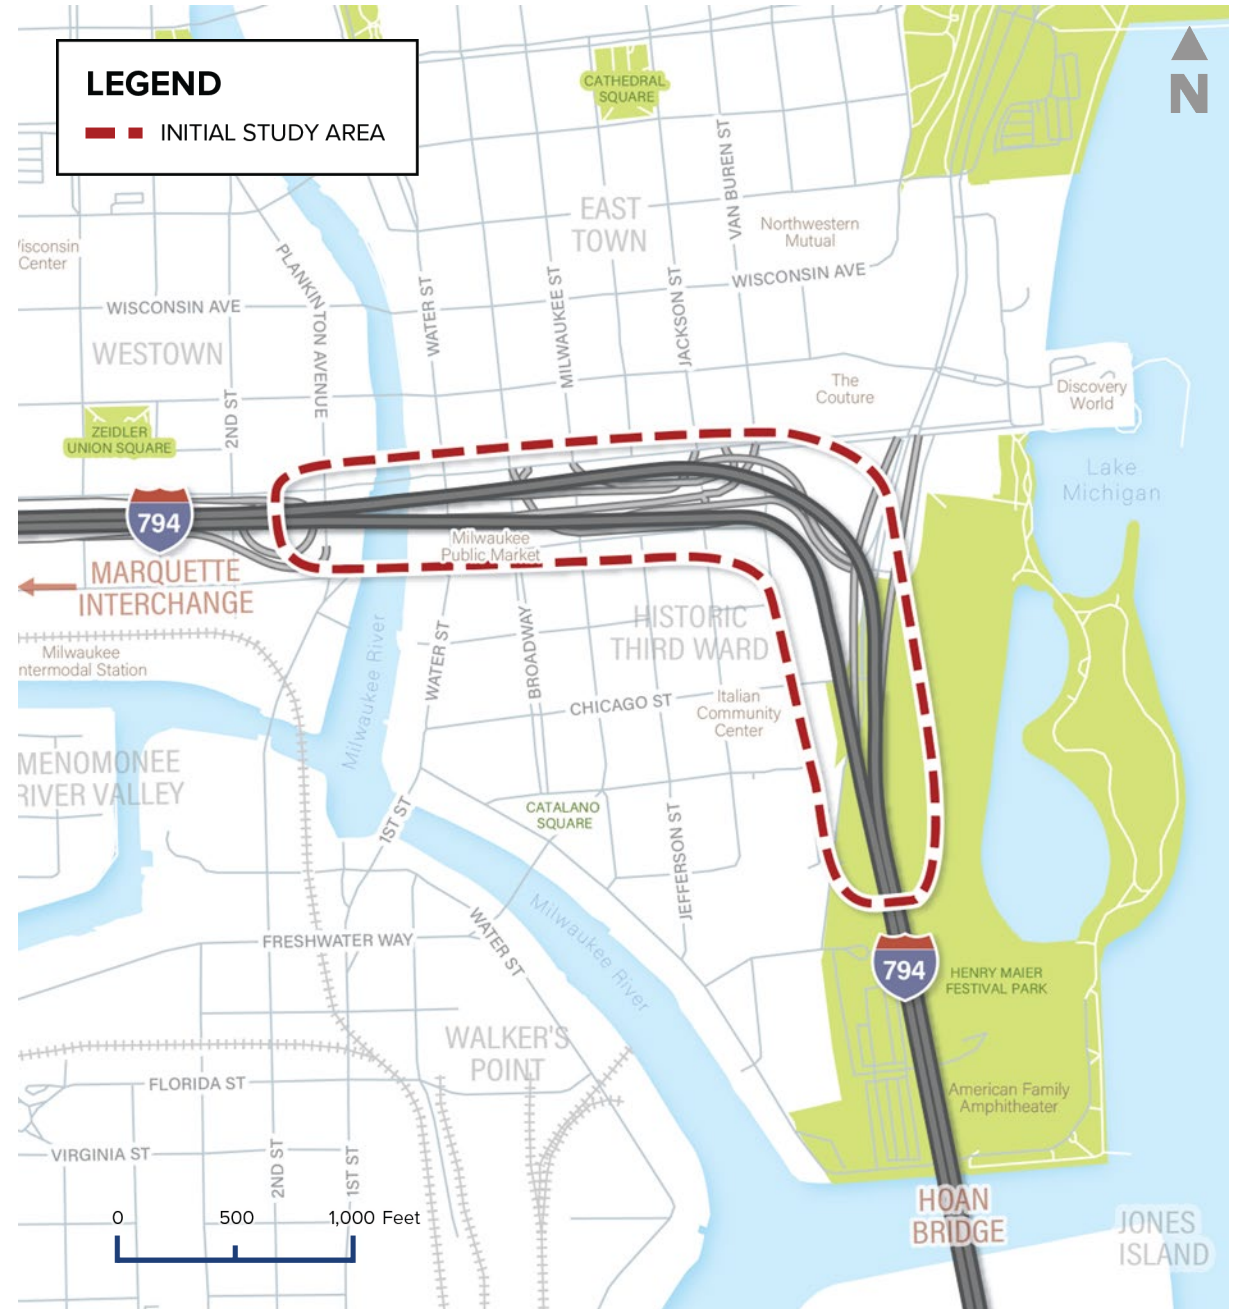 LEGEND
INITIAL STUDY AREA
N
CATHEDRAL
SQUARE
VAN BUREN ST
EAST
TOWN
Northwestern
Mutual
isconsin
Center
PLANKINTON AVENUE
WATER ST
MILWAUKEE ST
JACKSON ST
WISCONSIN AVE
WISCONSIN AVE
WESTOWN
2ND ST
The
Couture
Discovery
World
ZEIDLER
UNION SQUARE
Lake
Michigan
794
Milwaukee
Public Market
MARQUETTE
INTERCHANGE
HISTORIC
THIRD WARD
Milwaukee
ntermodal Station
Milwaukee River
WATER ST
BROADWAY
CHICAGO ST
Italian
Community
Center
MENOMONEE
RIVER VALLEY
1ST ST
CATALANO
SQUARE
JEFFERSON ST
Milwaukee River
WATER ST
FRESHWATER WAY
794
HENRY MAIER
FESTIVAL PARK
WALKER'S
POINT
FLORIDA ST
American Family
Amphitheater
VIRGINIA ST
2ND ST
1ST ST
0 500 1,000 Feet
HOAN
BRIDGE
JONES
ISLAND